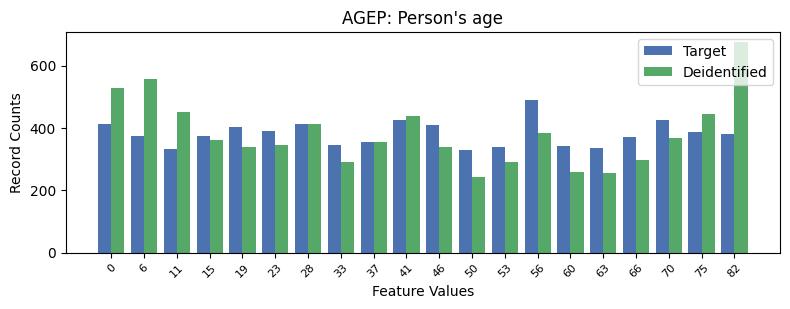 AGEP: Person's age
Target
Deidentified
Record Counts
600
400
200
0
0 6 11 15 19 23 28 33 37 41 46 50 53 56 60 63 66 70 75 82
Feature Values